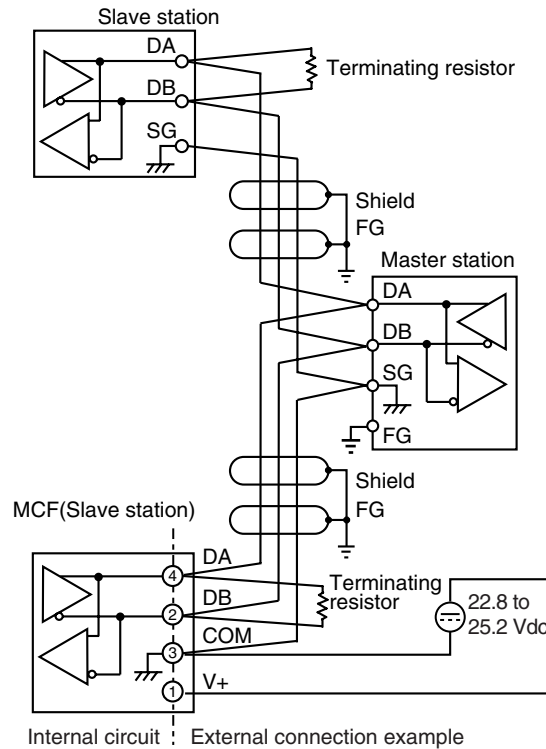 Slave station
DA
Terminating resistor
DB
SG
Shield
FG
Master station
DA
DB
SG
FG
Shield
FG
MCF(Slave station)
DA
4
Terminating
resistor
DB
2
22.8 to
25.2 Vdc
COM
3
V+
1
Internal circuit
External connection example